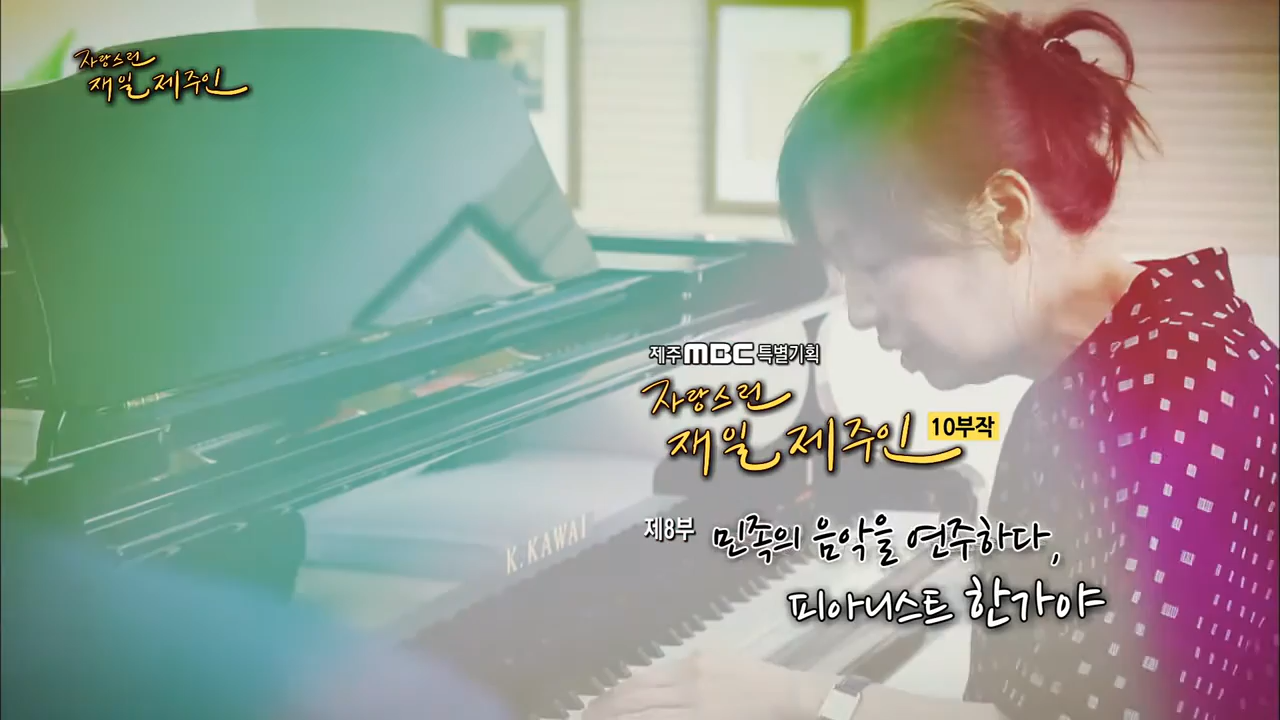 자랑스런
재일 제주인
제주MBC특별기획
자랑스런
재일 제주인 10부작
K. KAWAI
제8부 민족의 음악을 연주하다,
피아니스트 한가야